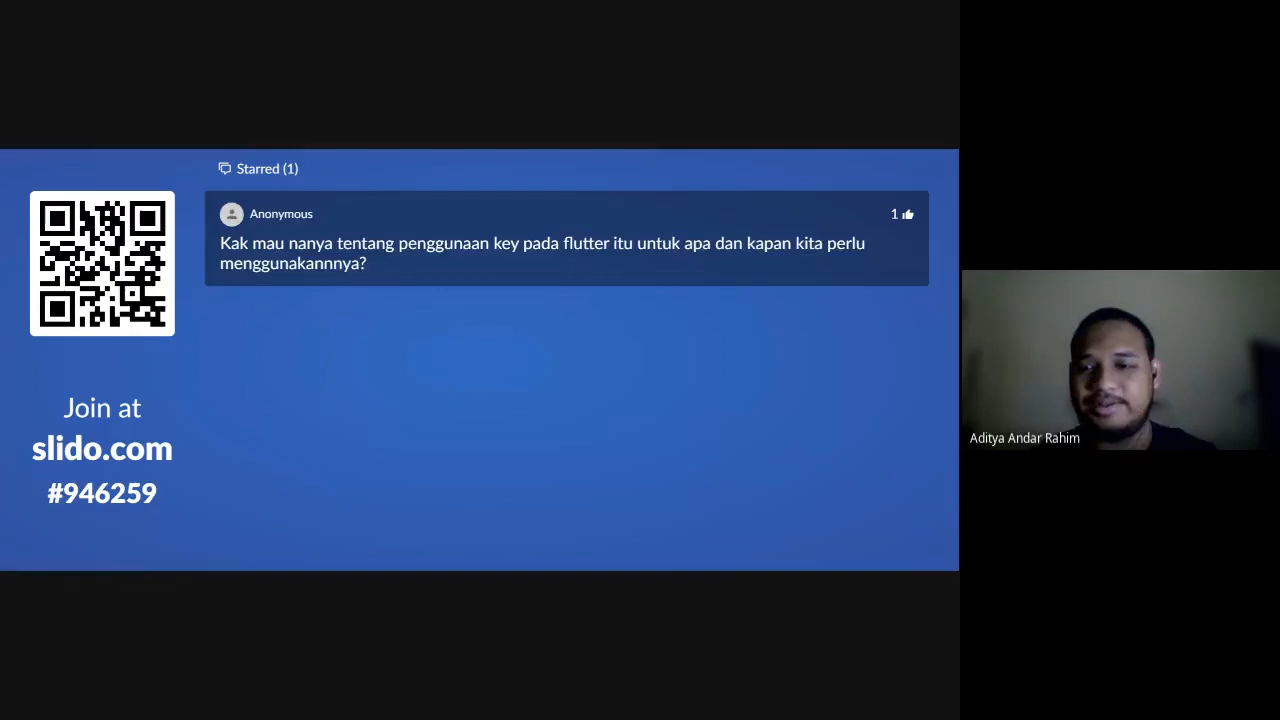 Starred (1)
Anonymous
1
Kak mau nanya tentang penggunaan key pada flutter itu untuk apa dan kapan kita perlu
menggunakannnya?
Join at
slido.com
#946259
Aditya Andar Rahim